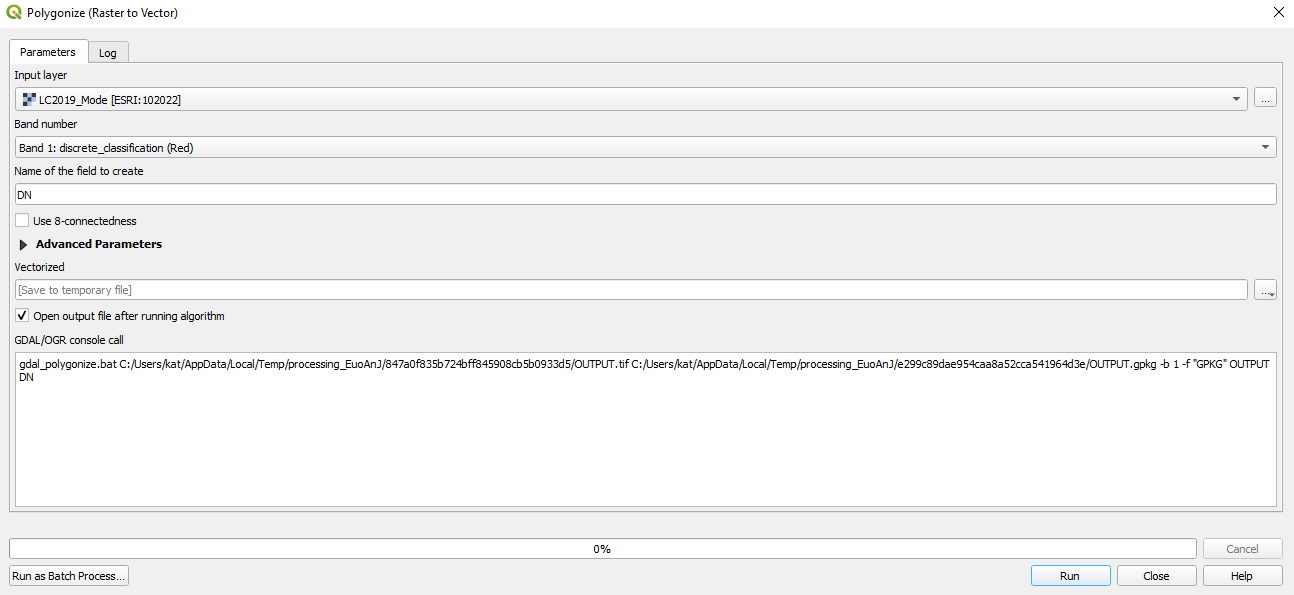 Polygonize (Raster to Vector)
Parameters
Log
Input layer
LC2019_Mode [ESRI:102022]
...
Band number
Band 1: discrete_classification (Red)
Name of the field to create
DN
Use 8-connectedness
Advanced Parameters
Vectorized
[Save to temporary file]
...
Open output file after running algorithm
GDAL/OGR console call
gdal_polygonize.bat C:/Users/kat/AppData/Local/Temp/processing_EuoAnJ/847a0f835b724bff845908cb5b0933d5/OUTPUT.tif C:/Users/kat/AppData/Local/Temp/processing_EuoAnJ/e299c89dae954caa8a52cca541964d3e/OUTPUT.gpkg -b 1 -f "GPKG" OUTPUT
DN
0%
Cancel
Run as Batch Process...
Run
Close
Help